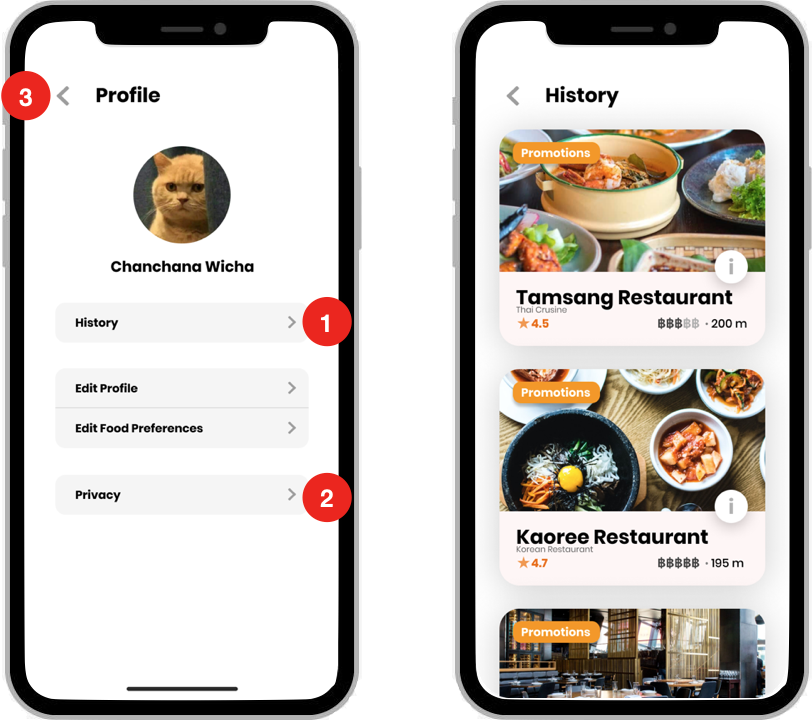 3
Profile
Chanchana Wicha
History
1
Edit Profile
Edit Food Preferences
Privacy
2
History
Promotions
i
Tamsang Restaurant
Thai Crusine
★4.5
฿฿฿฿฿ · 200 m
Promotions
i
Kaoree Restaurant
Korean Restaurant
★4.7
฿฿฿฿฿ · 195 m
Promotions